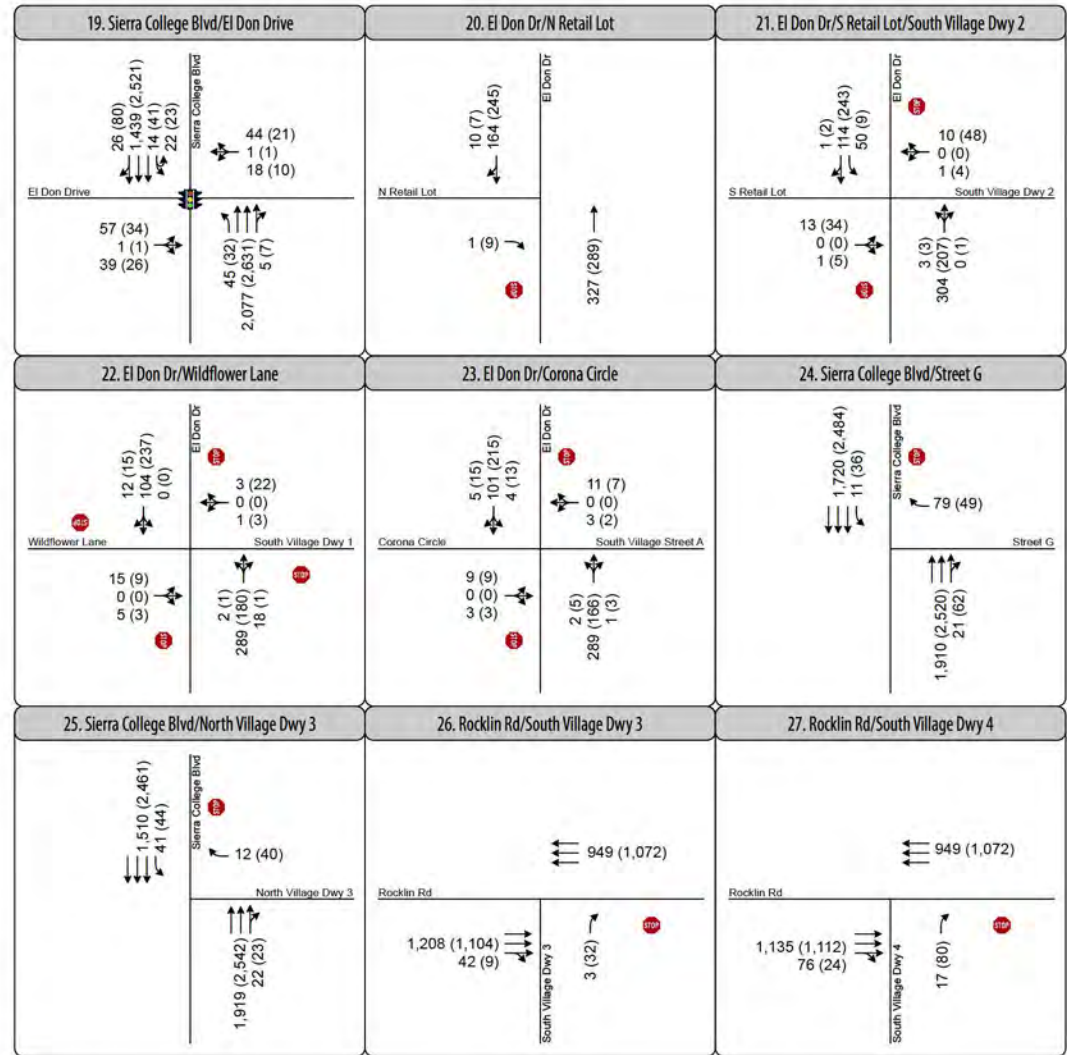 19. Sierra College Blvd/El Don Drive
26 (80)
1,439 (2,521)
14 (41)
22 (23)
Sierra College Blvd
44 (21)
1 (1)
18 (10)
El Don Drive
57 (34)
1 (1)
39 (26)
45 (32)
2,077 (2,631)
5 (7)
20. El Don Dr/N Retail Lot
10 (7)
164 (245)
El Don Dr
N Retail Lot
1 (9)
STOP
327 (289)
21. El Don Dr/S Retail Lot/South Village Dwy 2
1 (2)
114 (243)
50 (9)
El Don Dr
STOP
10 (48)
0 (0)
1 (4)
S Retail Lot
South Village Dwy 2
13 (34)
0 (0)
1 (5)
STOP
3 (3)
304 (207)
0 (1)
22. El Don Dr/Wildflower Lane
12 (15)
104 (237)
0 (0)
El Don Dr
STOP
3 (22)
0 (0)
1 (3)
STOP
Wildflower Lane
South Village Dwy 1
15 (9)
0 (0)
5 (3)
STOP
2 (1)
289 (180)
18 (1)
STOP
23. El Don Dr/Corona Circle
5 (15)
101 (215)
4 (13)
El Don Dr
STOP
11 (7)
0 (0)
3 (2)
Corona Circle
South Village Street A
9 (9)
0 (0)
3 (3)
STOP
2 (5)
289 (166)
1 (3)
24. Sierra College Blvd/Street G
1,720 (2,484)
11 (36)
Sierra College Blvd
STOP
79 (49)
Street G
1,910 (2,520)
21 (62)
25. Sierra College Blvd/North Village Dwy 3
1,510 (2,461)
41 (44)
Sierra College Blvd
STOP
12 (40)
North Village Dwy 3
1,919 (2,542)
22 (23)
26. Rocklin Rd/South Village Dwy 3
949 (1,072)
Rocklin Rd
1,208 (1,104)
42 (9)
South Village Dwy 3
3 (32)
STOP
27. Rocklin Rd/South Village Dwy 4
949 (1,072)
Rocklin Rd
1,135 (1,112)
76 (24)
South Village Dwy 4
17 (80)
STOP